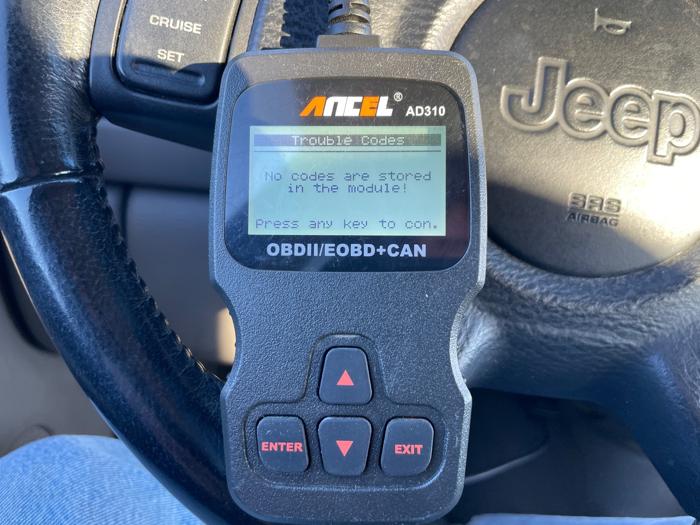 CRUISE
SET
ANCEL®
AD310
Trouble Codes
No codes are stored
in the module!
Press any key to con.
OBDII/EOBD+CAN
ENTER
EXIT
Jeep
SRS
AIRBAG